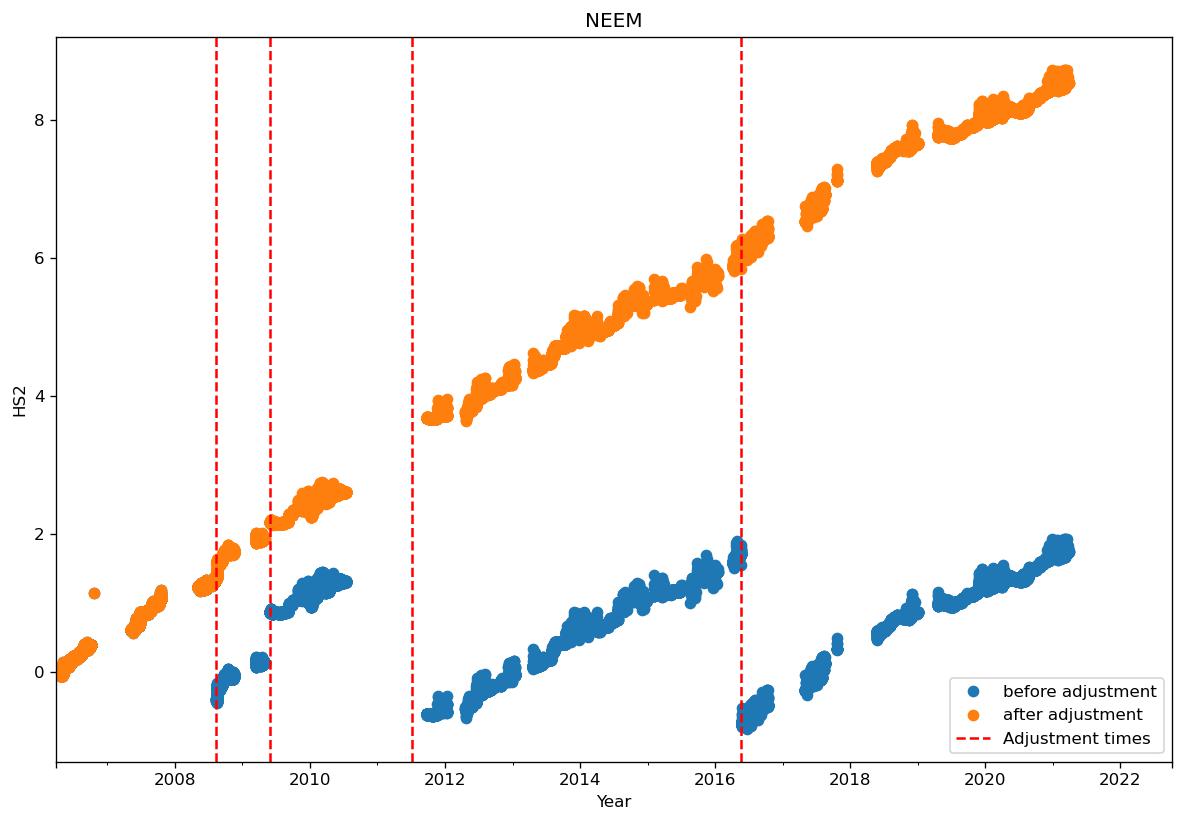 NEEM
HS2
8
6
4
2
0
2008 2010 2012 2014 2016 2018 2020 2022
Year
before adjustment
after adjustment
Adjustment times